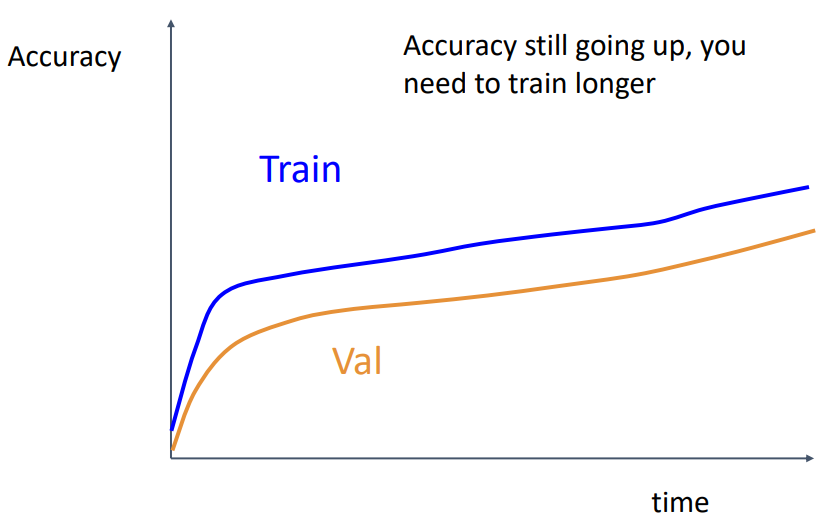 Accuracy
Accuracy still going up, you
need to train longer
Train
Val
time